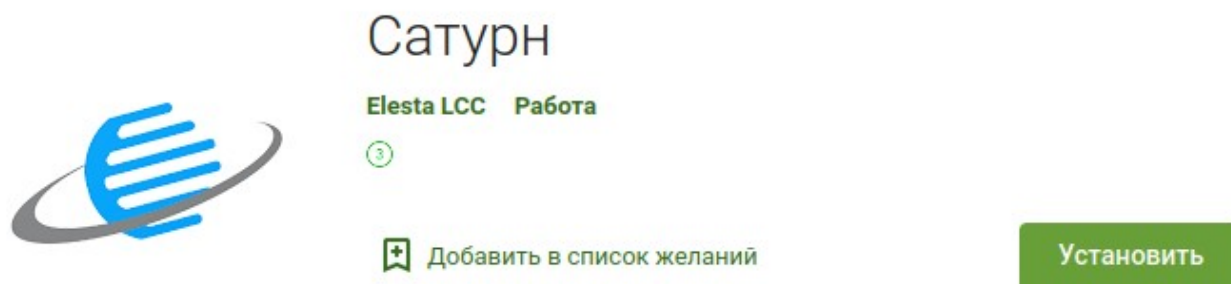 Сатурн
Elesta LCC Работа
3
Добавить в список желаний
Установить